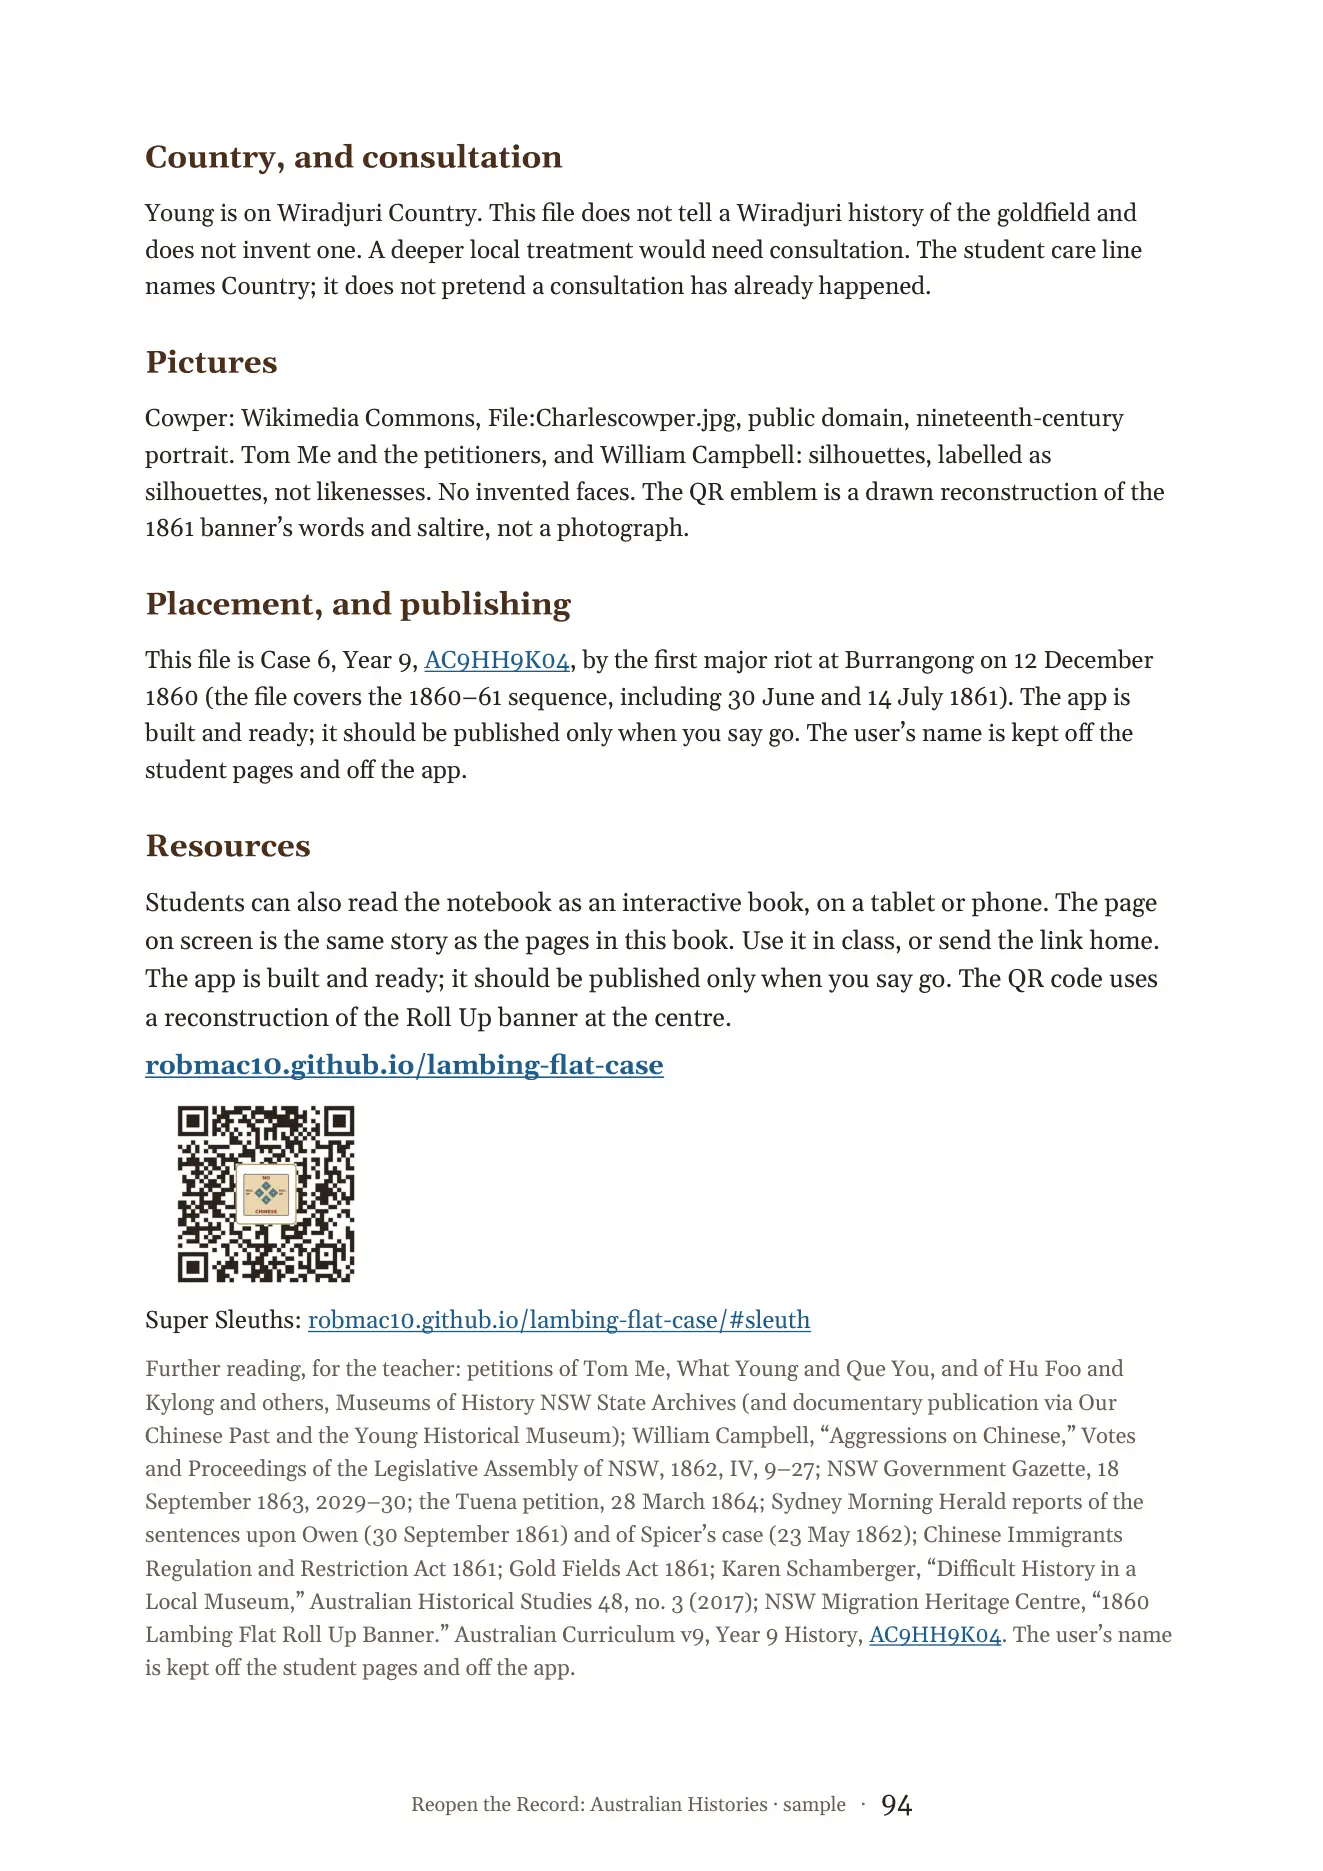 Country, and consultation
Young is on Wiradjuri Country. This file does not tell a Wiradjuri history of the goldfield and
does not invent one. A deeper local treatment would need consultation. The student care line
names Country; it does not pretend a consultation has already happened.
Pictures
Cowper: Wikimedia Commons, File:Charlescowper.jpg, public domain, nineteenth-century
portrait. Tom Me and the petitioners, and William Campbell: silhouettes, labelled as
silhouettes, not likenesses. No invented faces. The QR emblem is a drawn reconstruction of the
1861 banner’s words and saltire, not a photograph.
Placement, and publishing
This file is Case 6, Year 9, AC9HH9K04, by the first major riot at Burrangong on 12 December
1860 (the file covers the 1860–61 sequence, including 30 June and 14 July 1861). The app is
built and ready; it should be published only when you say go. The user’s name is kept off the
student pages and off the app.
Resources
Students can also read the notebook as an interactive book, on a tablet or phone. The page
on screen is the same story as the pages in this book. Use it in class, or send the link home.
The app is built and ready; it should be published only when you say go. The QR code uses
a reconstruction of the Roll Up banner at the centre.
robmac10.github.io/lambing-flat-case
NO
CHINESE
Super Sleuths: robmac10.github.io/lambing-flat-case/#sleuth
Further reading, for the teacher: petitions of Tom Me, What Young and Que You, and of Hu Foo and
Kylong and others, Museums of History NSW State Archives (and documentary publication via Our
Chinese Past and the Young Historical Museum); William Campbell, “Aggressions on Chinese,” Votes
and Proceedings of the Legislative Assembly of NSW, 1862, IV, 9–27; NSW Government Gazette, 18
September 1863, 2029–30; the Tuena petition, 28 March 1864; Sydney Morning Herald reports of the
sentences upon Owen (30 September 1861) and of Spicer’s case (23 May 1862); Chinese Immigrants
Regulation and Restriction Act 1861; Gold Fields Act 1861; Karen Schamberger, “Difficult History in a
Local Museum,” Australian Historical Studies 48, no. 3 (2017); NSW Migration Heritage Centre, “1860
Lambing Flat Roll Up Banner.” Australian Curriculum v9, Year 9 History, AC9HH9K04. The user’s name
is kept off the student pages and off the app.
Reopen the Record: Australian Histories · sample · 94